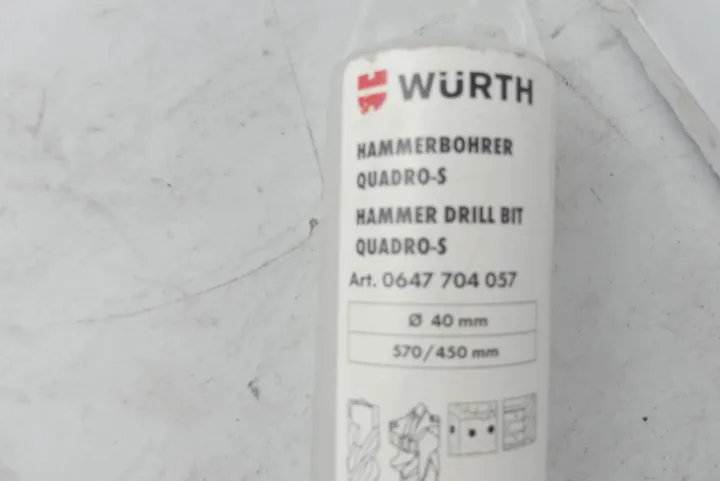 WÜRTH
HAMMERBOHRER
QUADRO-S
HAMMER DRILL BIT
QUADRO-S
Art. 0647 704 057
Ø 40 mm
570/450 mm